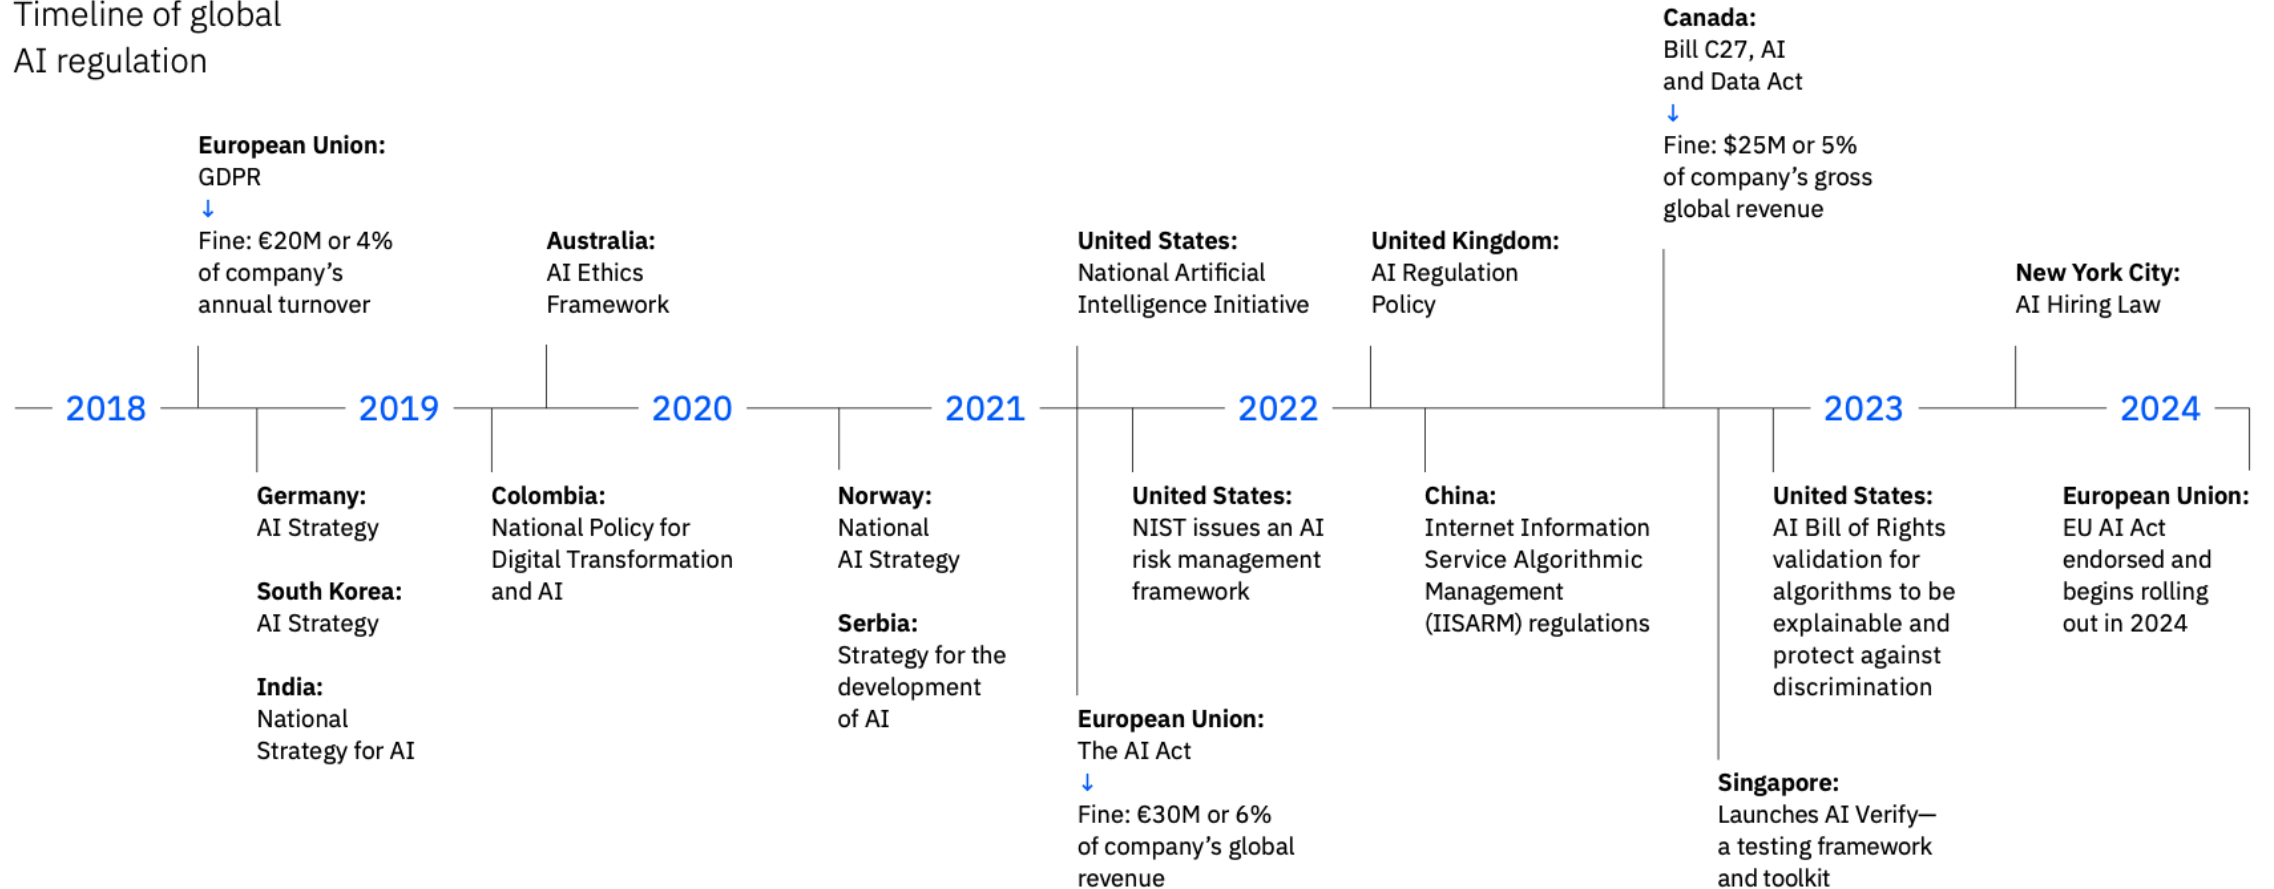 Timeline of global
AI regulation
European Union:
GDPR
↓
Fine: €20M or 4%
of company’s
annual turnover
Australia:
AI Ethics
Framework
United States:
National Artificial
Intelligence Initiative
United Kingdom:
AI Regulation
Policy
Canada:
Bill C27, AI
and Data Act
↓
Fine: $25M or 5%
of company’s gross
global revenue
New York City:
AI Hiring Law
2018
2019
2020
2021
2022
2023
2024
Germany:
AI Strategy
South Korea:
AI Strategy
India:
National
Strategy for AI
Colombia:
National Policy for
Digital Transformation
and AI
Norway:
National
AI Strategy
Serbia:
Strategy for the
development
of AI
European Union:
The AI Act
↓
Fine: €30M or 6%
of company’s global
revenue
United States:
NIST issues an AI
risk management
framework
China:
Internet Information
Service Algorithmic
Management
(IISARM) regulations
Singapore:
Launches AI Verify—
a testing framework
and toolkit
United States:
AI Bill of Rights
validation for
algorithms to be
explainable and
protect against
discrimination
European Union:
EU AI Act
endorsed and
begins rolling
out in 2024